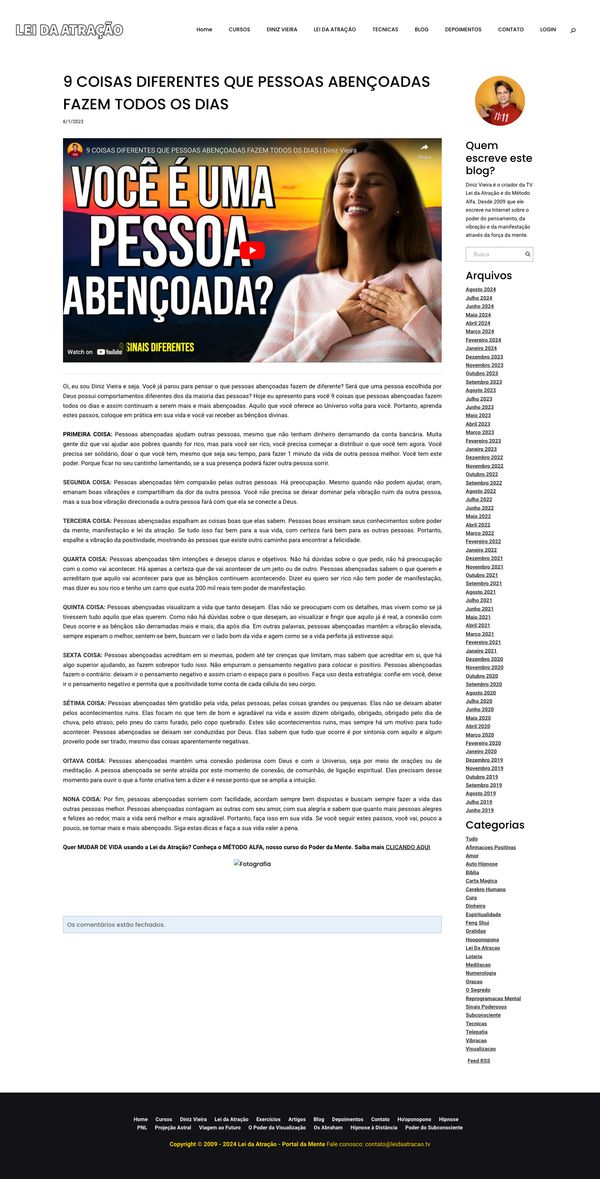 LEI DA ATRAÇÃO
Home CURSOS DINIZ VIEIRA LEI DA ATRAÇÃO TECNICAS BLOG DEPOIMENTOS CONTATO LOGIN
9 COISAS DIFERENTES QUE PESSOAS ABENÇOADAS
FAZEM TODOS OS DIAS
6/1/2023
9 COISAS DIFERENTES QUE PESSOAS ABENÇOADAS FAZEM TODOS OS DIAS | Diniz Vieira
Share
VOCÊ É UMA
PESSOA
ABENÇOADA?
9 SINAIS DIFERENTES
Watch on YouTube
Oi, eu sou Diniz Vieira e seja. Você já parou para pensar o que pessoas abençoadas fazem de diferente? Será que uma pessoa escolhida por
Deus possui comportamentos diferentes dos da maioria das pessoas? Hoje eu apresento para você 9 coisas que pessoas abençoadas fazem
todos os dias e assim continuam a serem mais e mais abençoadas. Aquilo que você oferece ao Universo volta para você. Portanto, aprenda
estes passos, coloque em prática em sua vida e você vai receber as bênçãos divinas.
PRIMEIRA COISA: Pessoas abençoadas ajudam outras pessoas, mesmo que não tenham dinheiro derramando da conta bancária. Muita
gente diz que vai ajudar aos pobres quando for rico, mas para você ser rico, você precisa começar a distribuir o que você tem agora. Você
precisa ser solidário, doar o que você tem, mesmo que seja seu tempo, para fazer 1 minuto da vida de outra pessoa melhor. Você tem este
poder. Porque ficar no seu cantinho lamentando, se a sua presença poderá fazer outra pessoa sorrir.
SEGUNDA COISA: Pessoas abençoadas têm compaixão pelas outras pessoas. Há preocupação. Mesmo quando não podem ajudar, oram,
emanam boas vibrações e compartilham da dor da outra pessoa. Você não precisa se deixar dominar pela vibração ruim da outra pessoa,
mas a sua boa vibração direcionada a outra pessoa fará com que ela se conecte a Deus.
TERCEIRA COISA: Pessoas abençoadas espalham as coisas boas que elas sabem. Pessoas boas ensinam seus conhecimentos sobre poder
da mente, manifestação e lei da atração. Se tudo isso faz bem para a sua vida, com certeza fará bem para as outras pessoas. Portanto,
espalhe a vibração da positividade, mostrando às pessoas que existe outro caminho para encontrar a felicidade.
QUARTA COISA: Pessoas abençoadas têm intenções e desejos claros e objetivos. Não há dúvidas sobre o que pedir, não há preocupação
com o como vai acontecer. Há apenas a certeza de que vai acontecer de um jeito ou de outro. Pessoas abençoadas sabem o que querem e
acreditam que aquilo vai acontecer para que as bênçãos continuem acontecendo. Dizer eu quero ser rico não tem poder de manifestação,
mas dizer eu sou rico e tenho um carro que custa 200 mil reais tem poder de manifestação.
QUINTA COISA: Pessoas abençoadas visualizam a vida que tanto desejam. Elas não se preocupam com os detalhes, mas vivem como se já
tivessem tudo aquilo que elas querem. Como não há dúvidas sobre o que desejam, ao visualizar e fingir que aquilo já é real, a conexão com
Deus ocorre e as bênçãos são derramadas mais e mais, dia após dia. Em outras palavras, pessoas abençoadas mantêm a vibração elevada,
sempre esperam o melhor, sentem-se bem, buscam ver o lado bom da vida e agem como se a vida perfeita já estivesse aqui.
SEXTA COISA: Pessoas abençoadas acreditam em si mesmas, podem até ter crenças que limitam, mas sabem que acreditar em si, que há
algo superior ajudando, as fazem sobrepor tudo isso. Não empurram o pensamento negativo para colocar o positivo. Pessoas abençoadas
fazem o contrário: deixam ir o pensamento negativo e assim criam o espaço para o positivo. Faça uso desta estratégia: confie em você, deixe
ir o pensamento negativo e permita que a positividade tome conta de cada célula do seu corpo.
SÉTIMA COISA: Pessoas abençoadas têm gratidão pela vida, pelas pessoas, pelas coisas grandes ou pequenas. Elas não se deixam abater
pelos acontecimentos ruins. Elas focam no que tem de bom e agradável na vida e assim dizem obrigado, obrigado, obrigado pelo dia de
chuva, pelo atraso, pelo pneu do carro furado, pelo copo quebrado. Estes são acontecimentos ruins, mas sempre há um motivo para tudo
acontecer. Pessoas abençoadas se deixam ser conduzidas por Deus. Elas sabem que tudo que ocorre é por sintonia com aquilo e algum
proveito pode ser tirado, mesmo das coisas aparentemente negativas.
OITAVA COISA: Pessoas abençoadas mantêm uma conexão poderosa com Deus e com o Universo, seja por meio de orações ou de
meditação. A pessoa abençoada se sente atraída por este momento de conexão, de comunhão, de ligação espiritual. Elas precisam desse
momento para ouvir o que a fonte criativa tem a dizer e é nesse ponto que se amplia a intuição.
NONA COISA: Por fim, pessoas abençoadas sorriem com facilidade, acordam sempre bem dispostas e buscam sempre fazer a vida das
outras pessoas melhor. Pessoas abençoadas contagiam as outras com seu amor, com sua alegria e sabem que quanto mais pessoas alegres
e felizes ao redor, mais a vida será melhor e mais agradável. Portanto, faça isso em sua vida. Se você seguir estes passos, você vai, pouco a
pouco, se tornar mais e mais abençoado. Siga estas dicas e faça a sua vida valer a pena.
Quer MUDAR DE VIDA usando a Lei da Atração? Conheça o MÉTODO ALFA, nosso curso do Poder da Mente. Saiba mais CLICANDO AQUI
Fotografia
Os comentários estão fechados.
11:11
Quem
escreve este
blog?
Diniz Vieira é o criador da TV
Lei da Atração e do Método
Alfa. Desde 2009 que ele
escreve na Internet sobre o
poder do pensamento, da
vibração e da manifestação
através da força da mente.
Busca
Arquivos
Agosto 2024
Julho 2024
Junho 2024
Maio 2024
Abril 2024
Março 2024
Fevereiro 2024
Janeiro 2024
Dezembro 2023
Novembro 2023
Outubro 2023
Setembro 2023
Agosto 2023
Julho 2023
Junho 2023
Maio 2023
Abril 2023
Março 2023
Fevereiro 2023
Janeiro 2023
Dezembro 2022
Novembro 2022
Outubro 2022
Setembro 2022
Agosto 2022
Julho 2022
Junho 2022
Maio 2022
Abril 2022
Março 2022
Fevereiro 2022
Janeiro 2022
Dezembro 2021
Novembro 2021
Outubro 2021
Setembro 2021
Agosto 2021
Julho 2021
Junho 2021
Maio 2021
Abril 2021
Março 2021
Fevereiro 2021
Janeiro 2021
Dezembro 2020
Novembro 2020
Outubro 2020
Setembro 2020
Agosto 2020
Julho 2020
Junho 2020
Maio 2020
Abril 2020
Março 2020
Fevereiro 2020
Janeiro 2020
Dezembro 2019
Novembro 2019
Outubro 2019
Setembro 2019
Agosto 2019
Julho 2019
Junho 2019
Categorias
Tudo
Afirmacoes Positivas
Amor
Auto Hipnose
Biblia
Carta Magica
Cerebro Humano
Cura
Dinheiro
Espiritualidade
Feng Shui
Gratidao
Hooponopono
Lei Da Atracao
Loteria
Meditacao
Numerologia
Oracao
O Segredo
Reprogramacao Mental
Sinais Poderosos
Subconsciente
Tecnicas
Telepatia
Vibracao
Visualizacao
Feed RSS
Home Cursos Diniz Vieira Lei da Atração Exercícios Artigos Blog Depoimentos Contato Ho'oponopono Hipnose
PNL Projeção Astral Viagem ao Futuro O Poder da Visualização Os Abraham Hipnose à Distância Poder do Subconsciente
Copyright © 2009 - 2024 Lei da Atração - Portal da Mente Fale conosco: contato@leidaatracao.tv